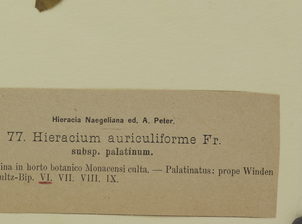 Hieracia Naegeliana ed. A. Peter.
77. Hieracium auriculiforme Fr.
subsp. palatinum.
ina in horto botanico Monacensi culta. — Palatinatus: prope Winden
ultz-Bip. VI. VII. VIII. IX.